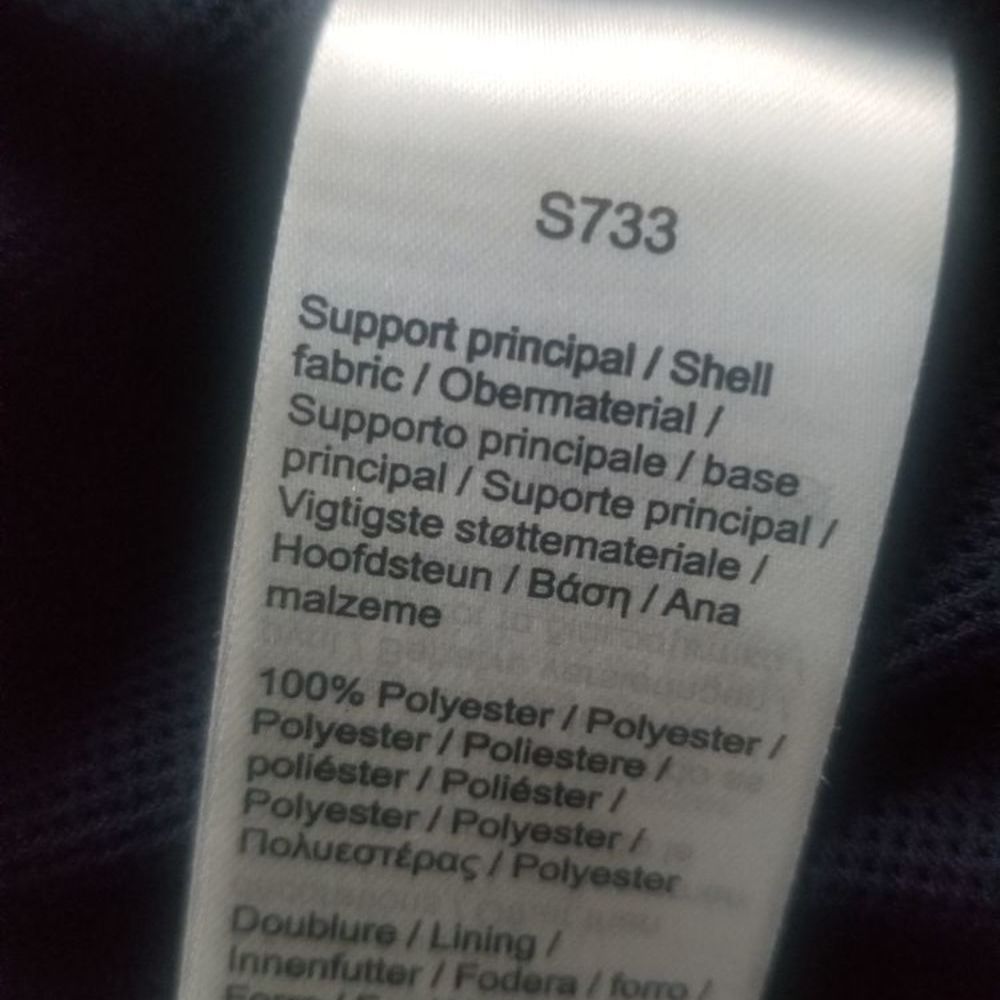 S733
Support principal / Shell
fabric / Obermaterial /
Supporto principale / base
principal / Suporte principal /
Vigtigste støttemateriale /
Hoofdsteun / Βάση / Ana
malzeme
100% Polyester / Polyester /
Polyester / Poliestere /
poliéster / Poliéster /
Polyester / Polyester /
Πολυεστέρας / Polyester
Doublure / Lining /
Innenfutter / Fodera / forro /